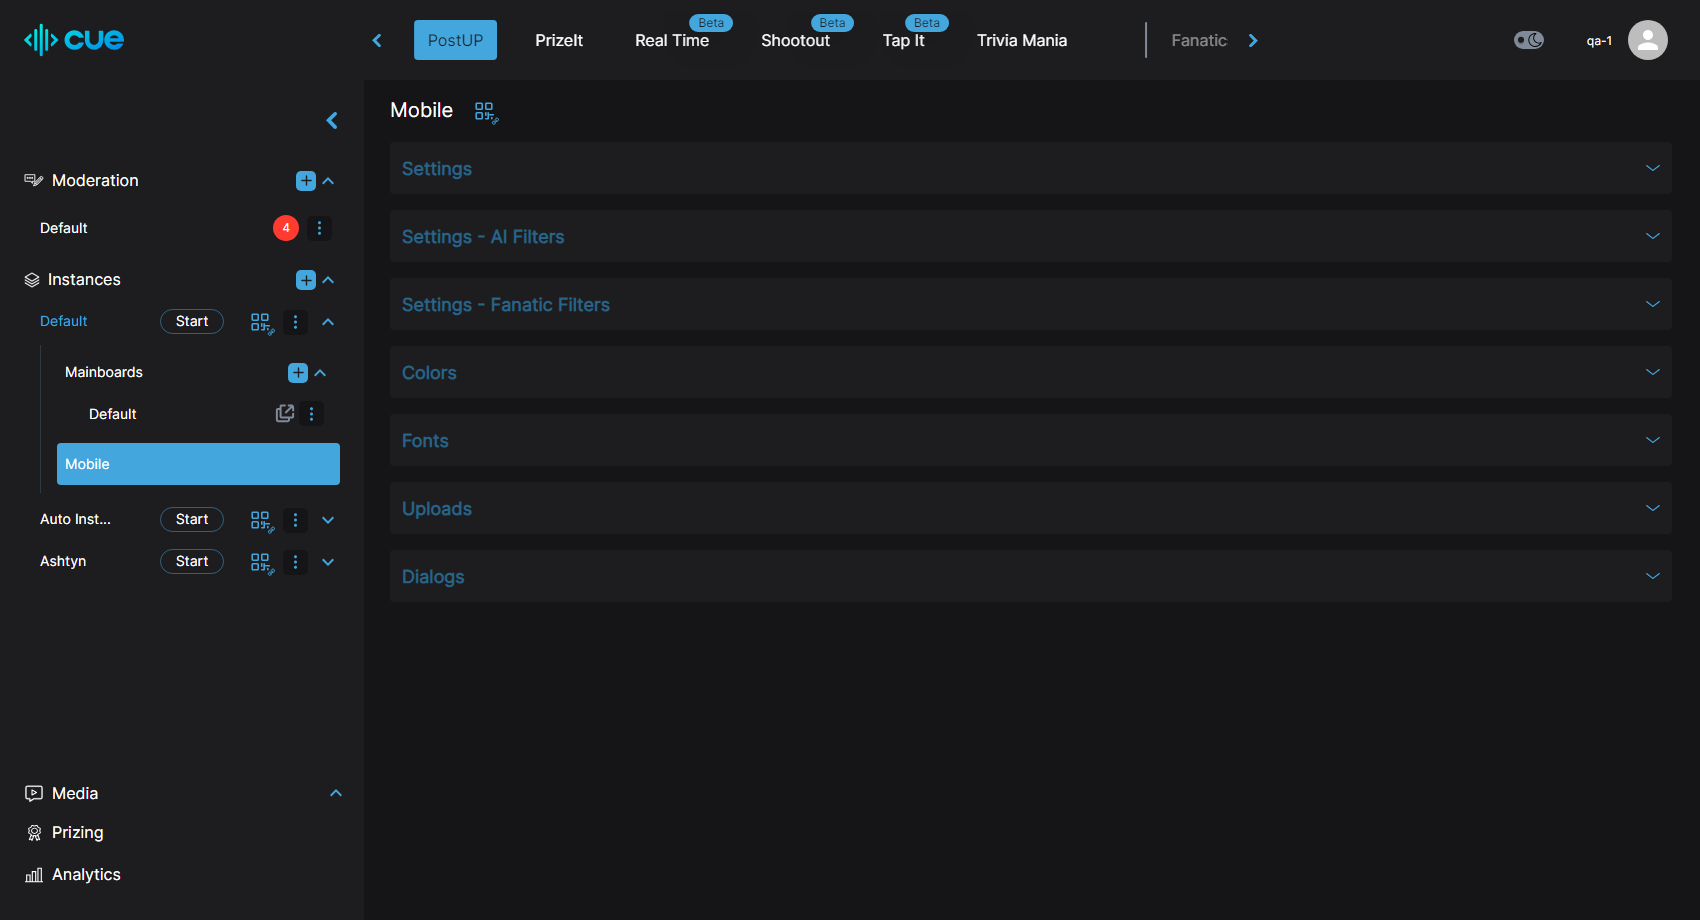 cue
PostUP
PrizeIt
Real Time
Beta
Shootout
Beta
Tap It
Beta
Trivia Mania
Fanatic
qa-1
Moderation
Default
4
Instances
Default
Start
Mainboards
Default
Mobile
Auto Inst...
Start
Ashtyn
Start
Media
Prizing
Analytics
Mobile
Settings
Settings - AI Filters
Settings - Fanatic Filters
Colors
Fonts
Uploads
Dialogs